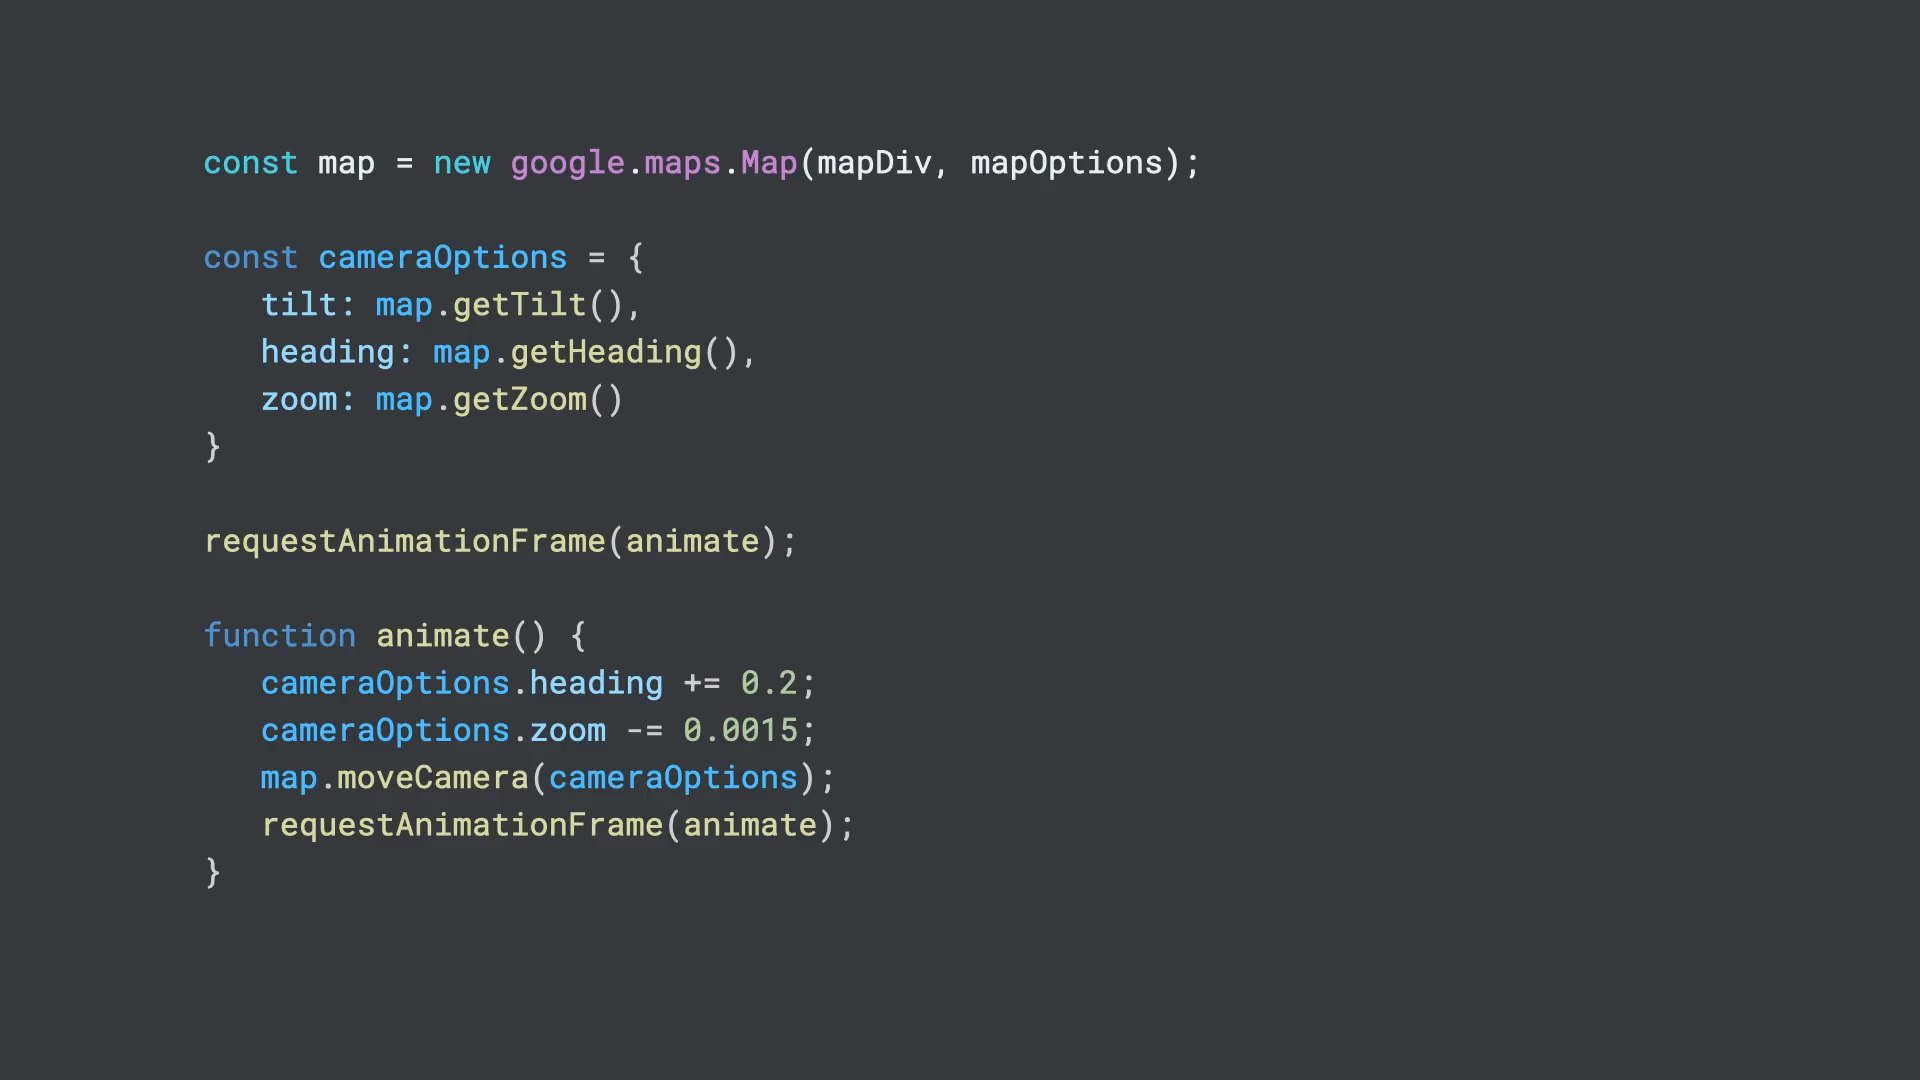 const map = new google.maps.Map(mapDiv, mapOptions);
const cameraOptions = {
tilt: map.getTilt(),
heading: map.getHeading(),
zoom: map.getZoom()
}
requestAnimationFrame(animate);
function animate() {
cameraOptions.heading += 0.2;
cameraOptions.zoom -= 0.0015;
map.moveCamera(cameraOptions);
requestAnimationFrame(animate);
}